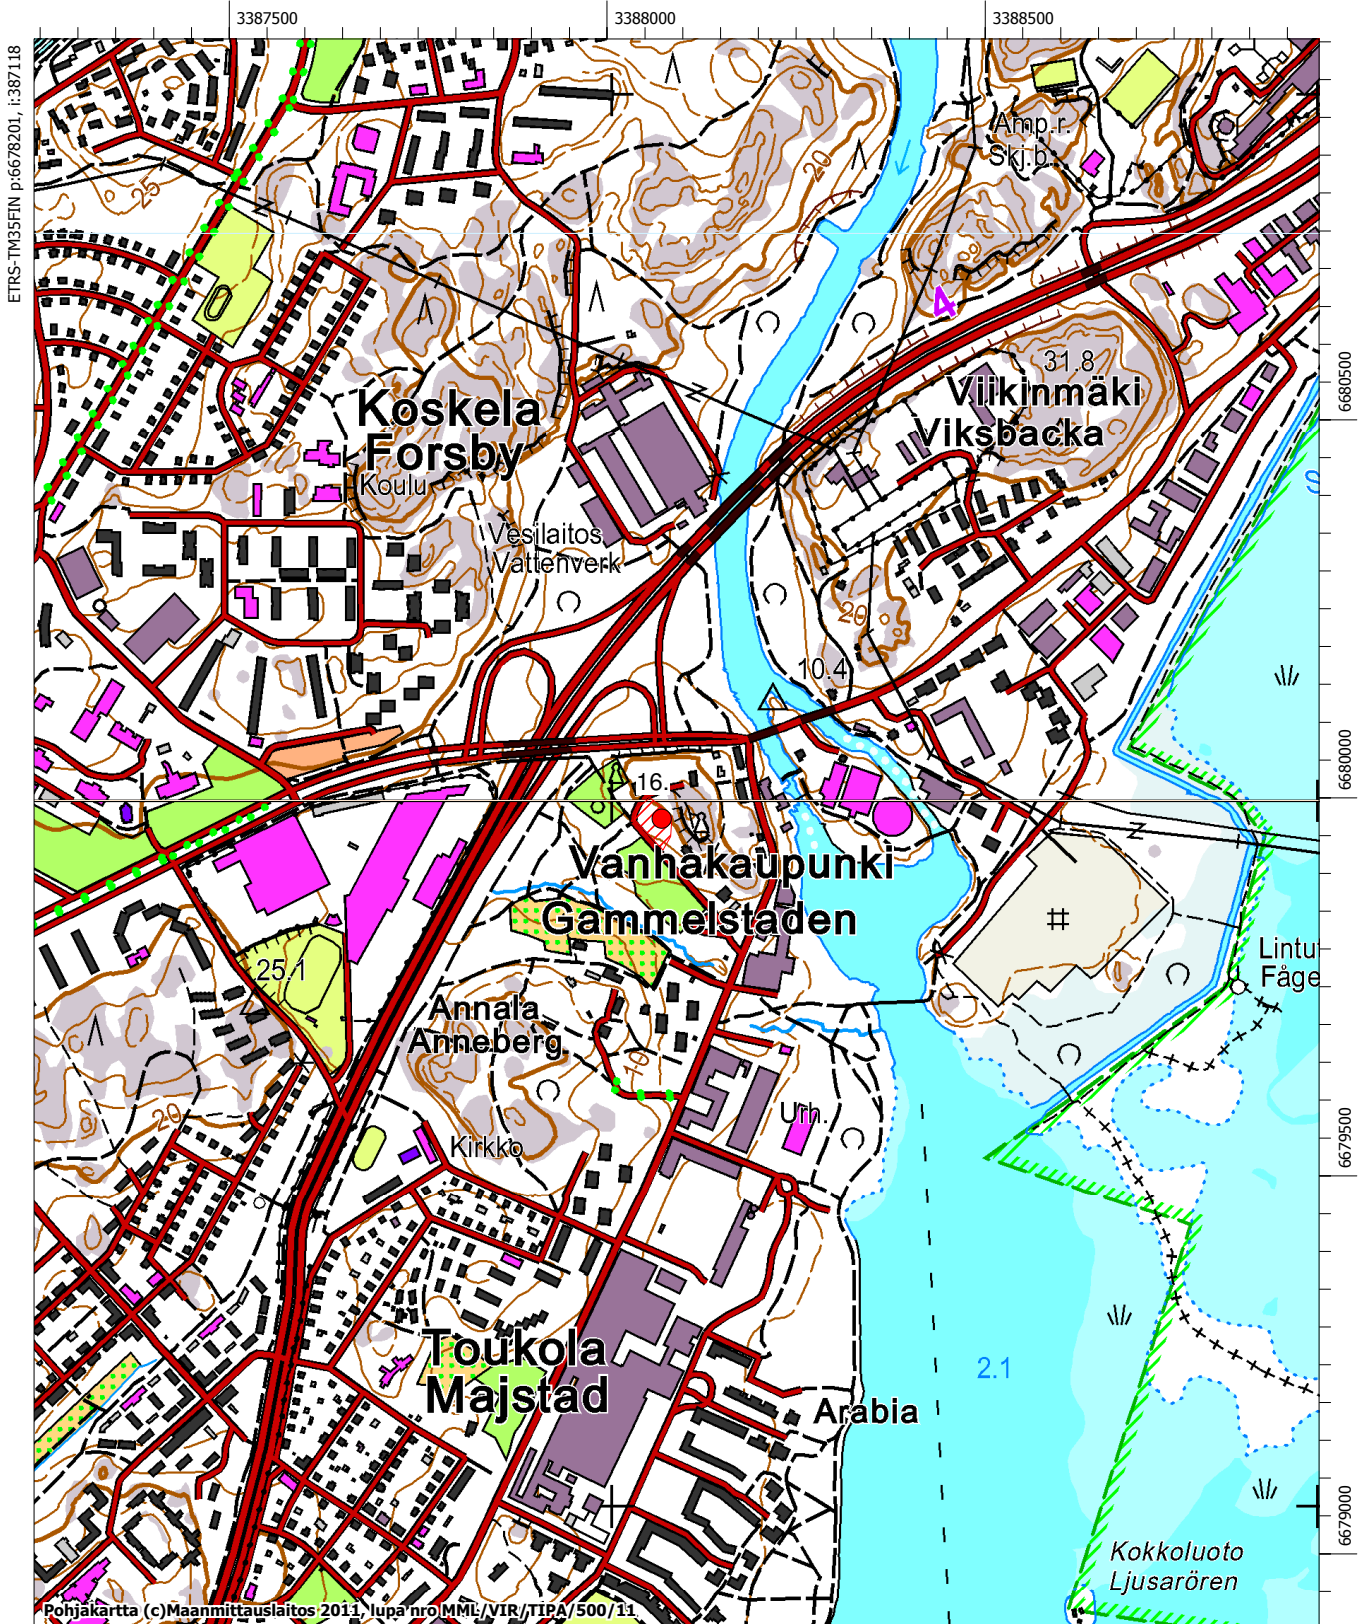 3387500
3388000
3388500
ETRS-TM35FIN p:6678201, i:387118
Amp.r.
Skj.b.
25
20
4
31.8
Viikinmäki
Viksbacka
6680500
Koskela
Forsby
Koulu
S
Vesilaitos
Vattenverk
20
10.4
6680000
16.
Vanhakaupunki
Gammelstaden
25.1
Lintu
Fåge
Annala
Anneberg
10
20
Urh.
Kirkko
6679500
Toukola
Majstad
2.1
Arabia
6679000
Kokkoluoto
Ljusarören
Pohjakartta (c)Maanmittauslaitos 2011, lupa nro MML/VIR/TIPA/500/11